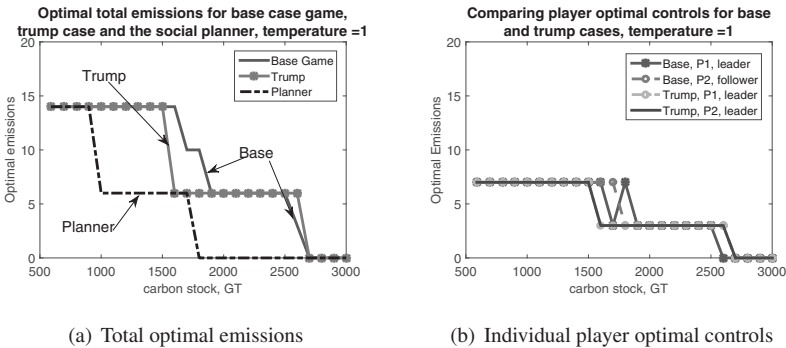 Optimal total emissions for base case game,
trump case and the social planner, temperature =1
20
15
10
5
0
Optimal emissions
500
1000
1500
2000
2500
3000
carbon stock, GT
Base Game
Trump
Planner
Trump
Base
Planner
(a) Total optimal emissions
Comparing player optimal controls for base
and trump cases, temperature =1
20
15
10
5
0
Optimal Emissions
500
1000
1500
2000
2500
3000
carbon stock, GT
Base, P1, leader
Base, P2, follower
Trump, P1, leader
Trump, P2, leader
(b) Individual player optimal controls